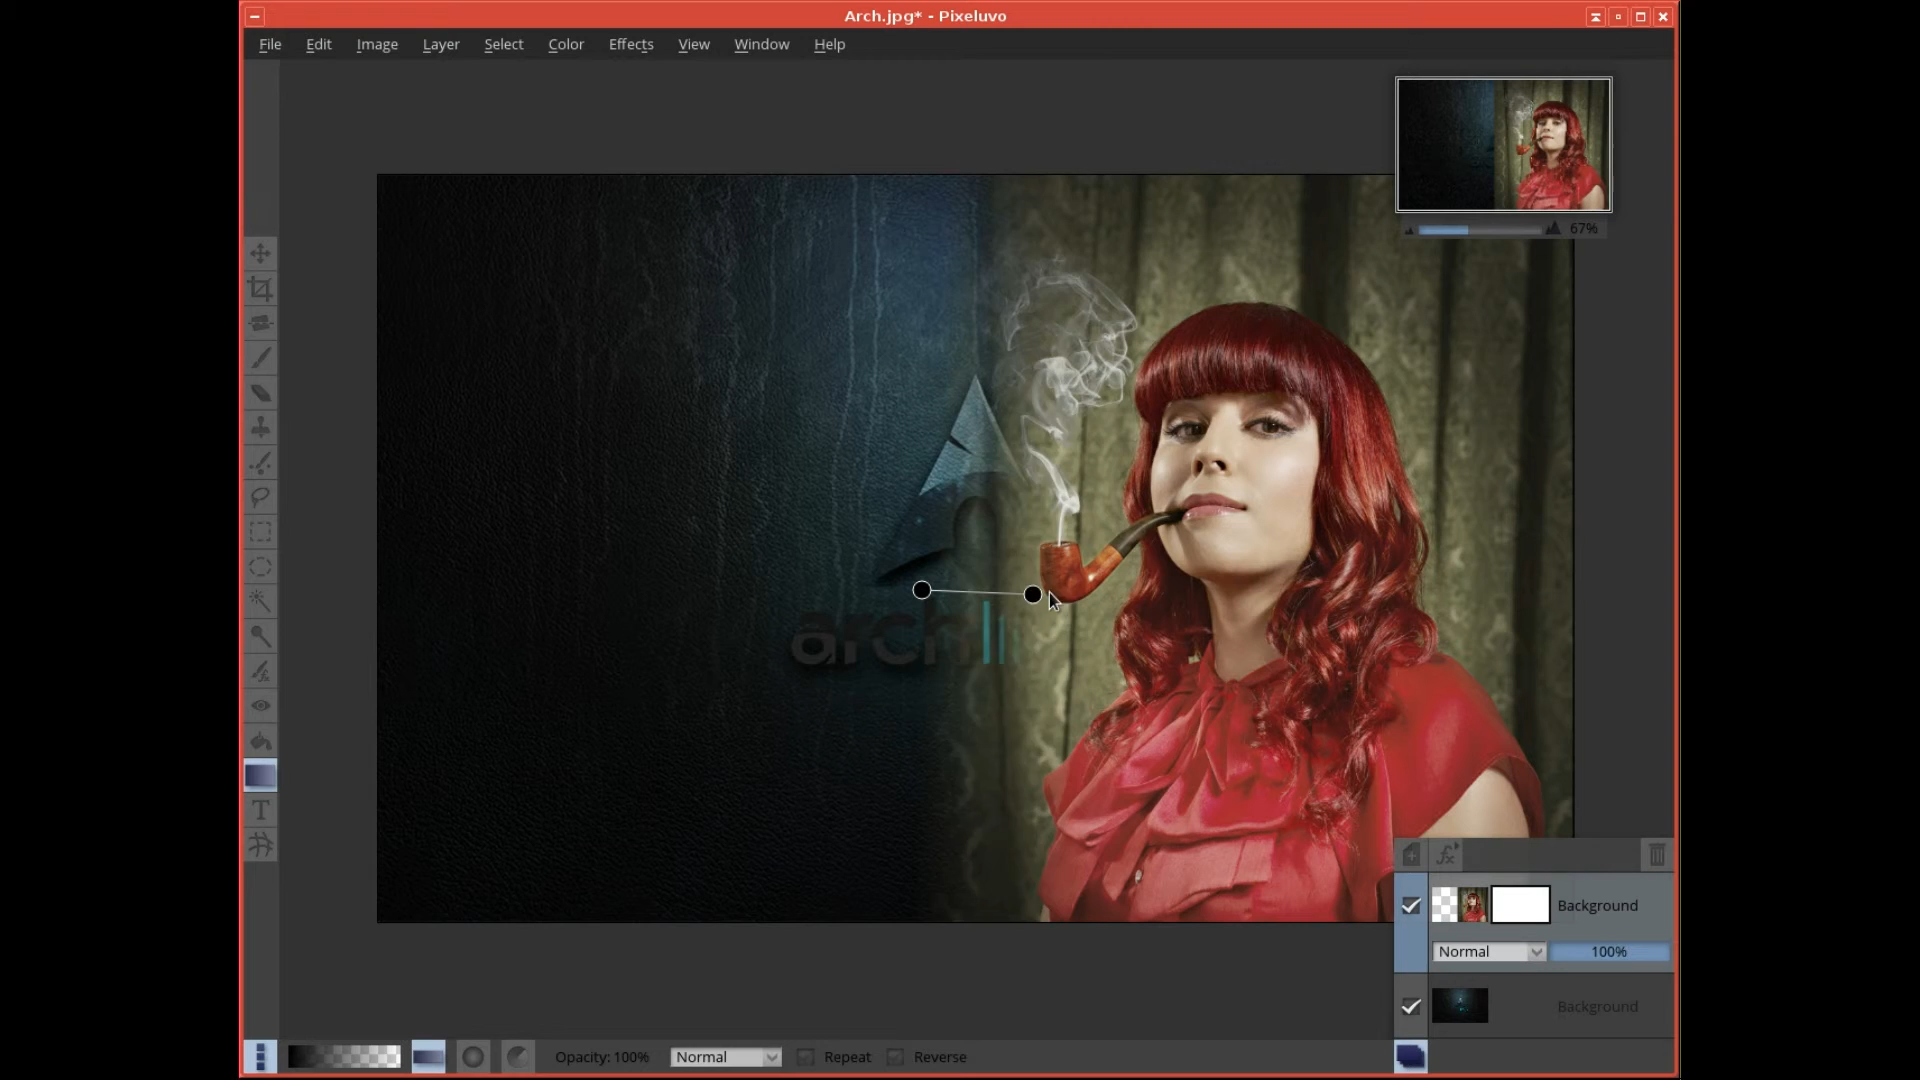 Arch.jpg* - Pixeluvo
File Edit Image Layer Select Color Effects View Window Help
67%
archli
Background
Normal 100%
Background
Opacity: 100% Normal Repeat Reverse